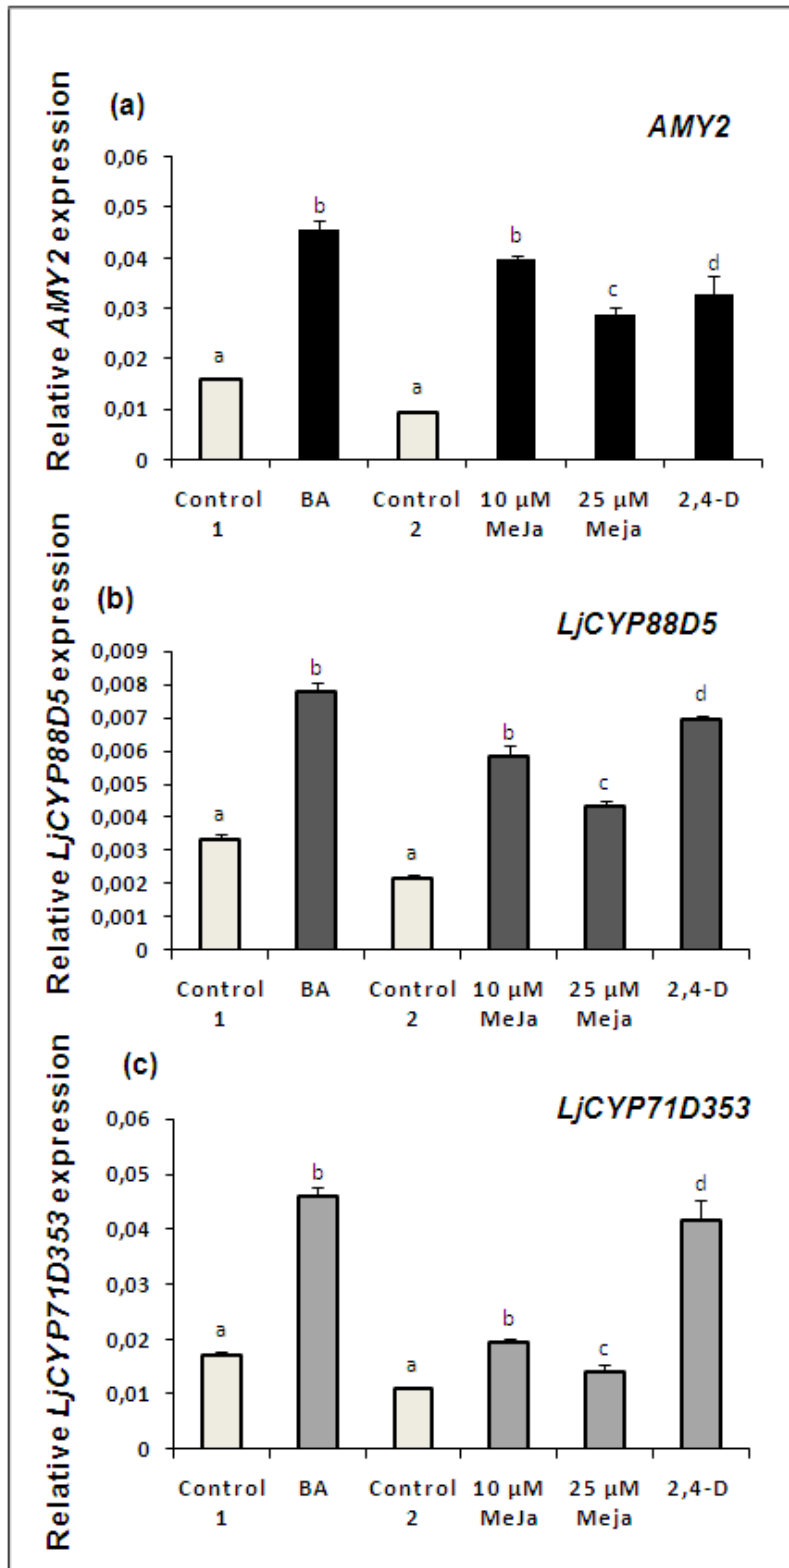 (a)
AMY2
Relative AMY2 expression
0,06
0,05
0,04
0,03
0,02
0,01
0
a
b
a
b
c
d
Control 1
BA
Control 2
10 µM MeJa
25 µM Meja
2,4-D
(b)
LjCYP88D5
Relative LjCYP88D5 expression
0,009
0,008
0,007
0,006
0,005
0,004
0,003
0,002
0,001
0
a
b
a
b
c
d
Control 1
BA
Control 2
10 µM MeJa
25 µM Meja
2,4-D
(c)
LjCYP71D353
Relative LjCYP71D353 expression
0,06
0,05
0,04
0,03
0,02
0,01
0
a
b
a
b
c
d
Control 1
BA
Control 2
10 µM MeJa
25 µM Meja
2,4-D